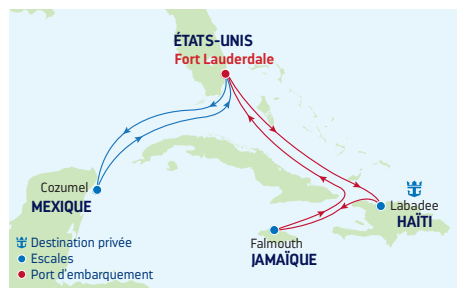 ÉTATS-UNIS
Fort Lauderdale
Cozumel
MEXIQUE
Labadee
HAÏTI
Falmouth
JAMAÏQUE
Destination privée
Escales
Port d'embarquement